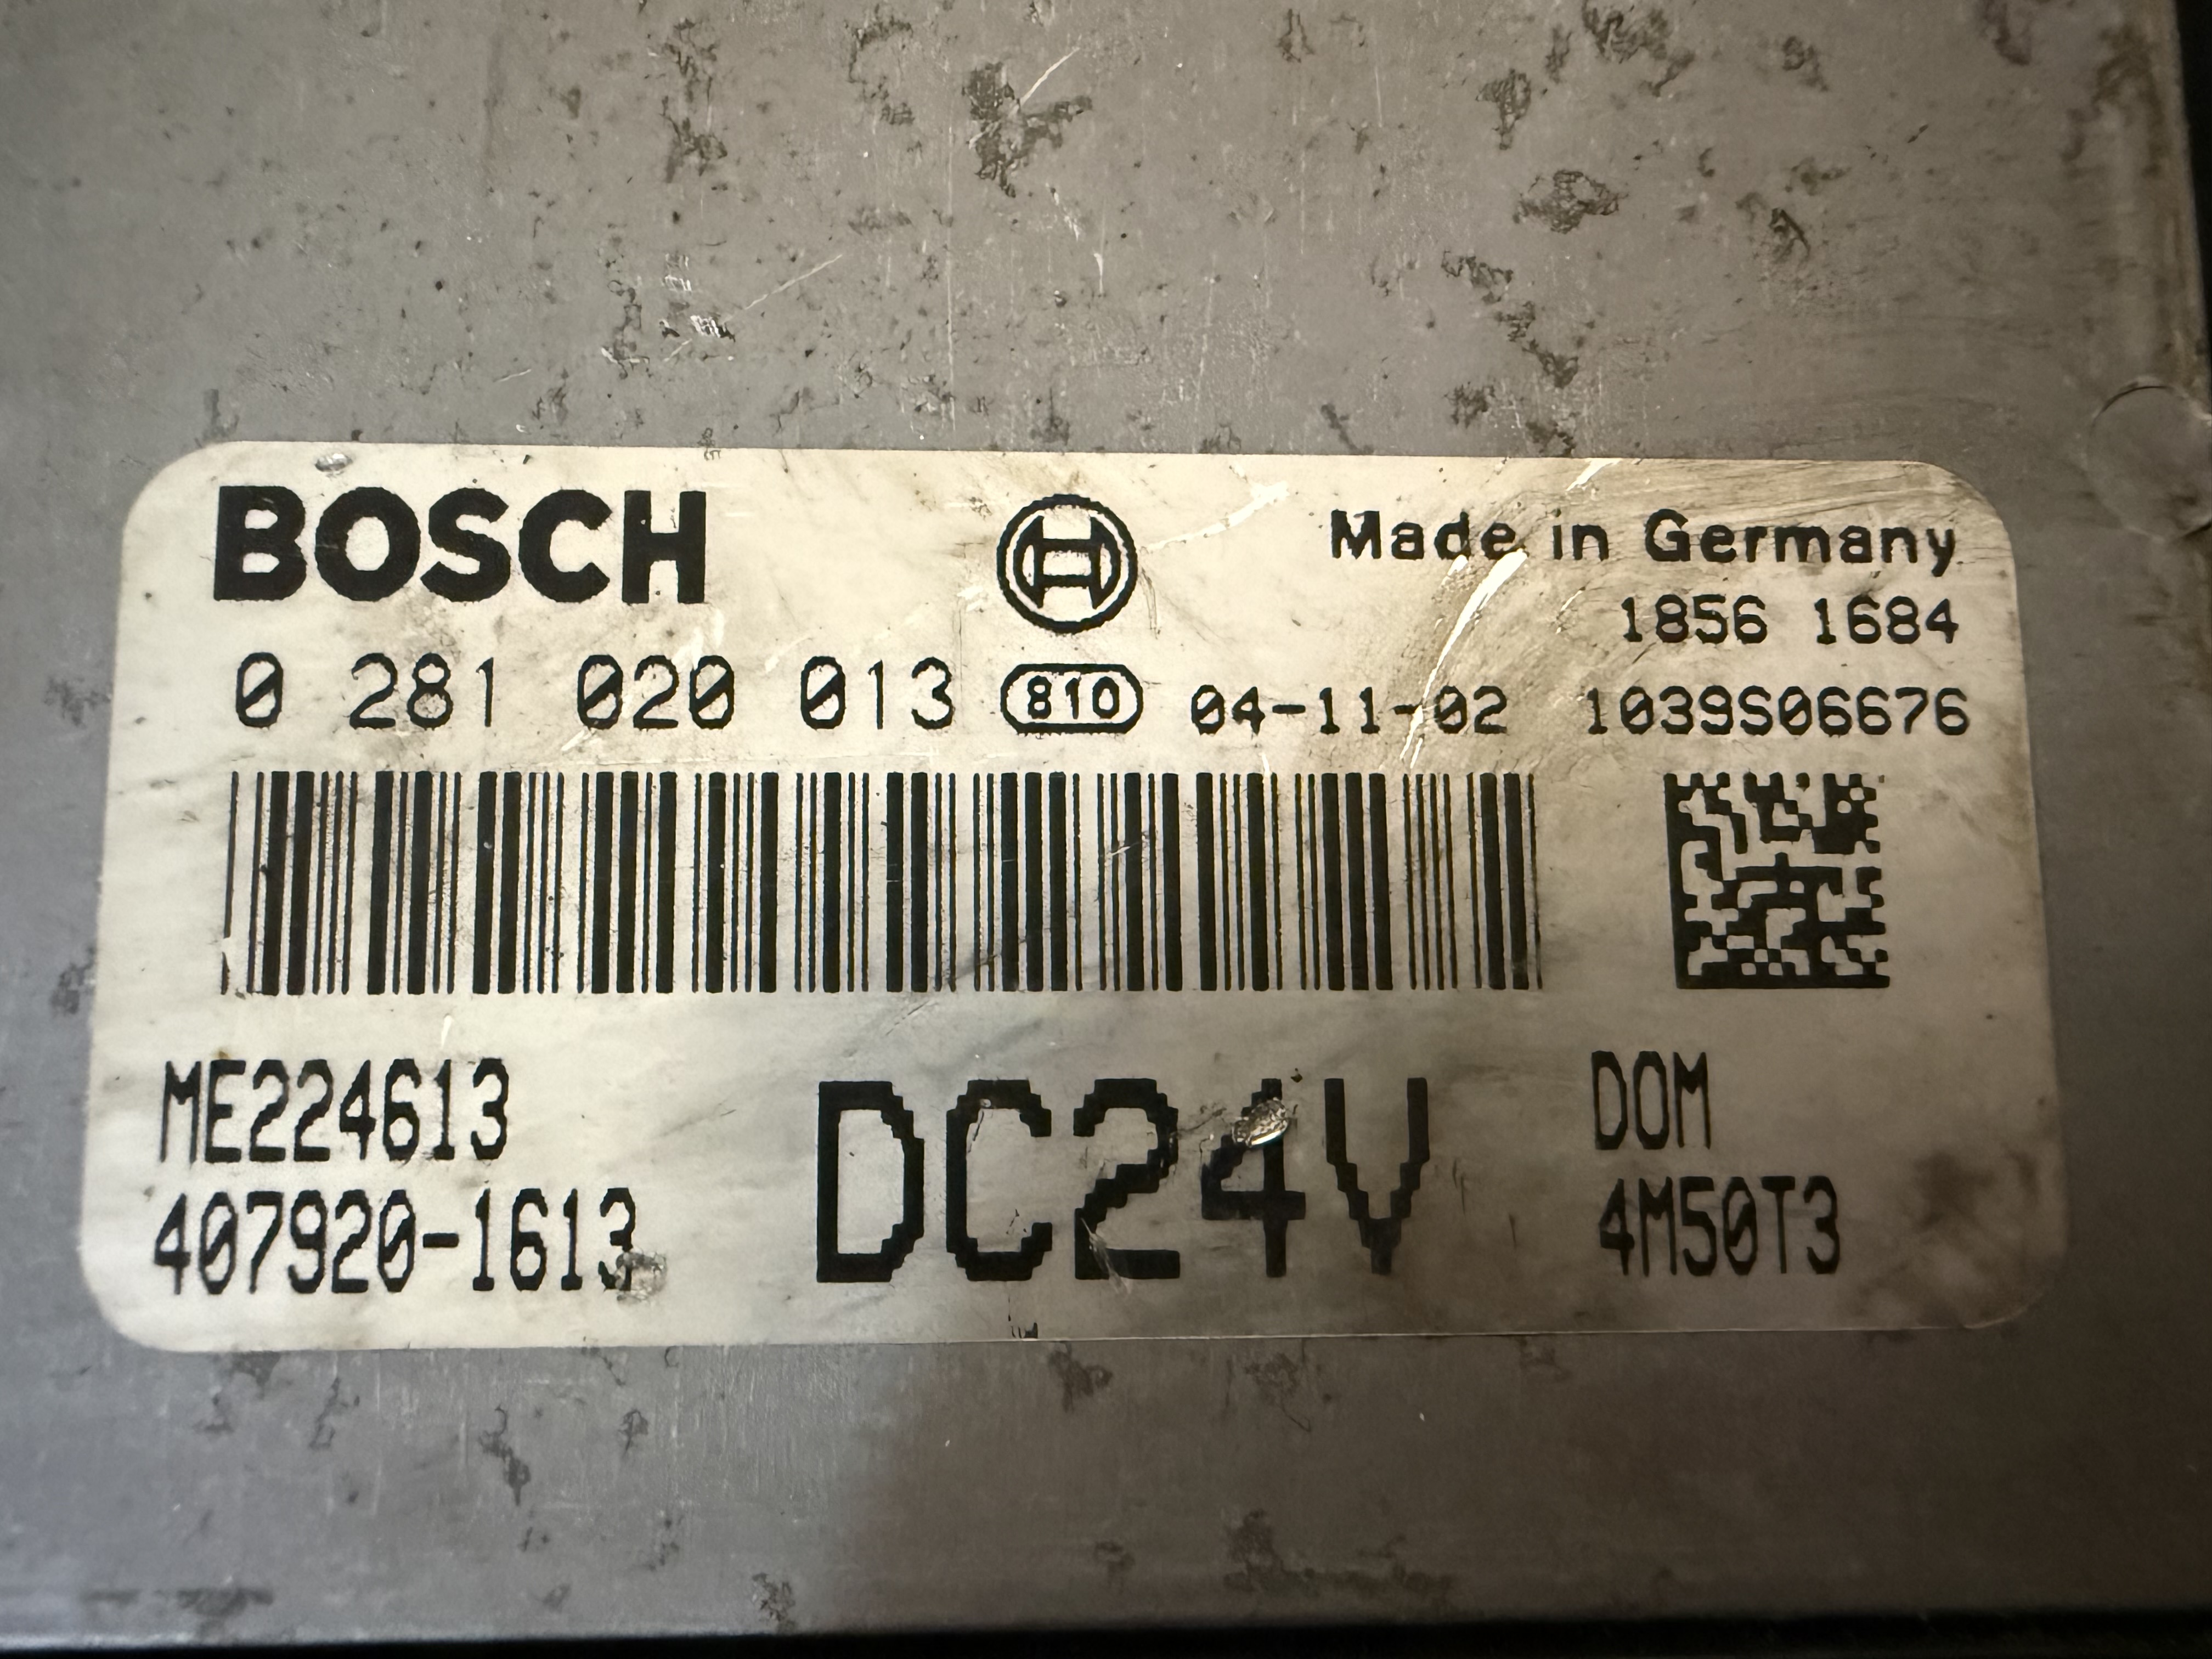 BOSCH
Made in Germany
1856 1684
0 281 020 013 810 04-11-02 1039S06676
ME224613 DC24V DOM
407920-1613 4M50T3